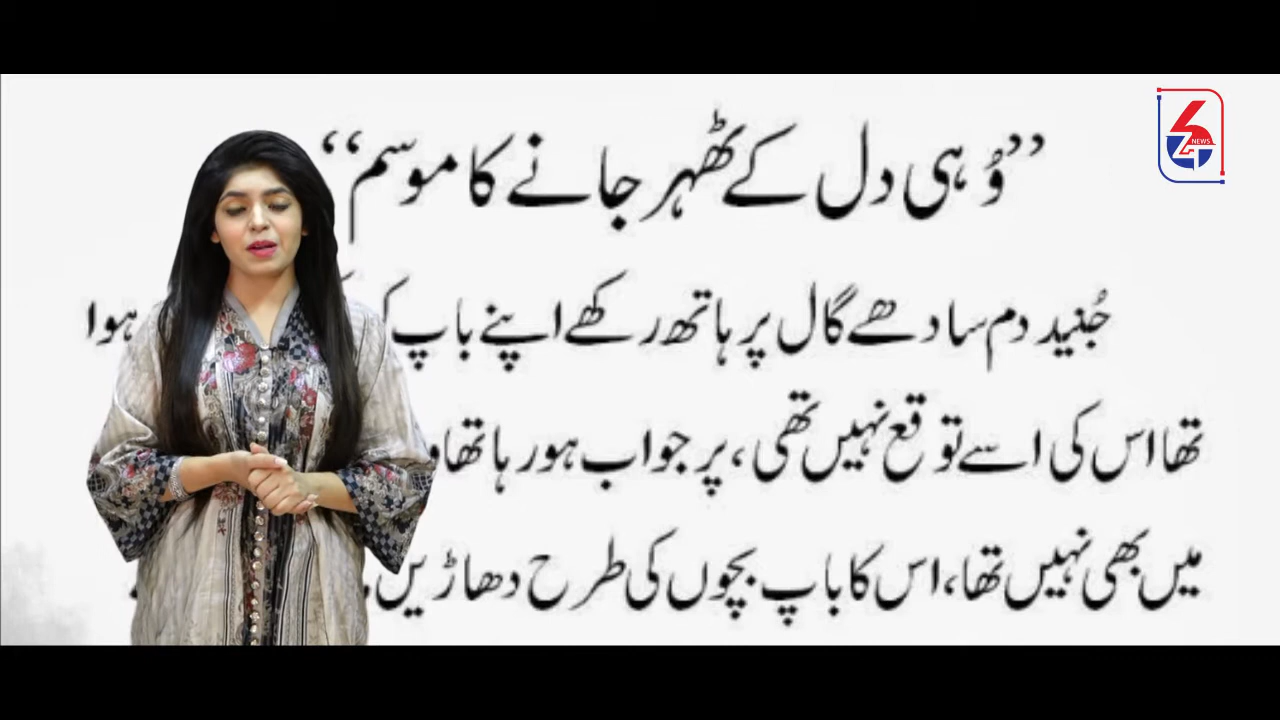 ”وُہی دل کے ٹھہر جانے کا موسم“
جُنید دم سادھے گال پر ہاتھ رکھے اپنے باپ ہوا
تھا اس کی اسے توقع نہیں تھی، پر جواب ہو رہا تھا
میں بھی نہیں تھا، اس کا باپ بچوں کی طرح دھاڑیں
NEWS